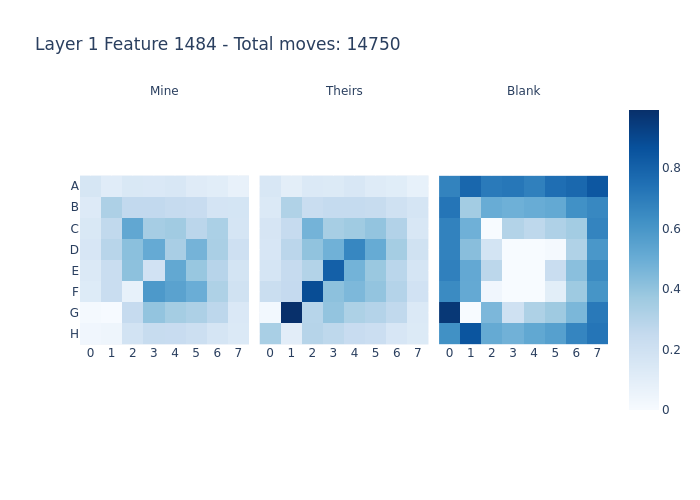 Layer 1 Feature 1484 - Total moves: 14750
Mine Theirs Blank
A
B
C
D
E
F
G
H
0 1 2 3 4 5 6 7 0 1 2 3 4 5 6 7 0 1 2 3 4 5 6 7
0.8
0.6
0.4
0.2
0